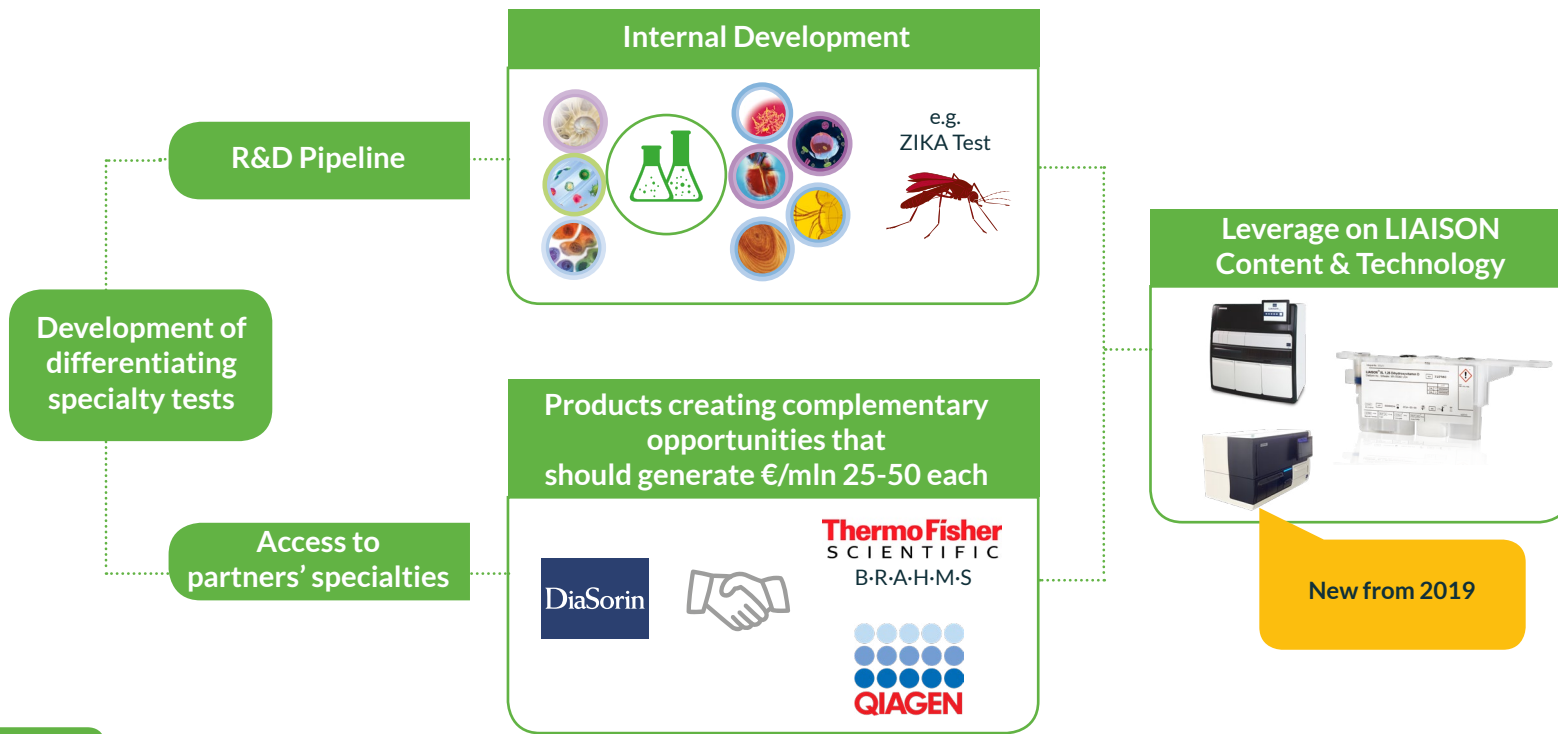 Internal Development
e.g.
ZIKA Test
R&D Pipeline
Leverage on LIAISON
Content & Technology
Development of
differentiating
specialty tests
Products creating complementary
opportunities that
should generate €/mln 25-50 each
Access to
partners’ specialties
DiaSorin
ThermoFisher
SCIENTIFIC
B·R·A·H·M·S
QIAGEN
New from 2019